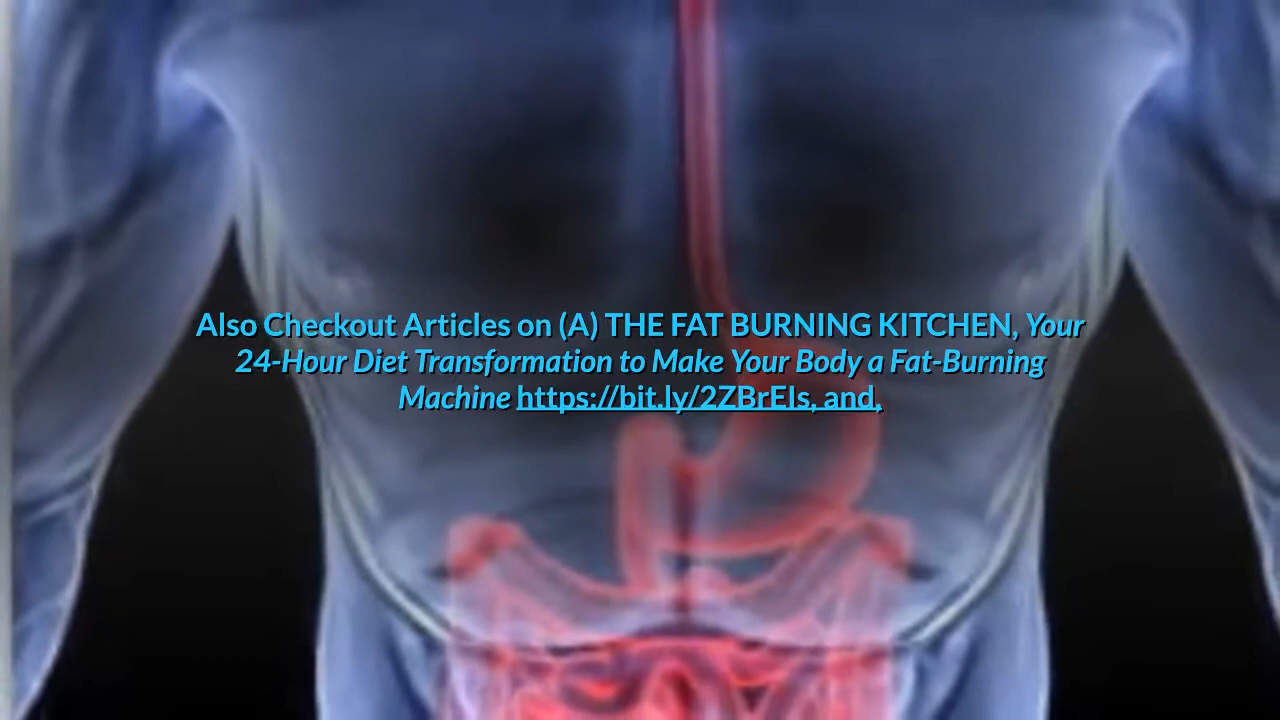 Also Checkout Articles on (A) THE FAT BURNING KITCHEN, Your
24-Hour Diet Transformation to Make Your Body a Fat-Burning
Machine https://bit.ly/2ZBrEIs, and,